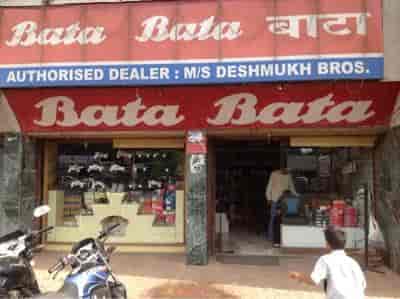 Bata Bata बाटा
AUTHORISED DEALER : M/S DESHMUKH BROS.
Bata Bata